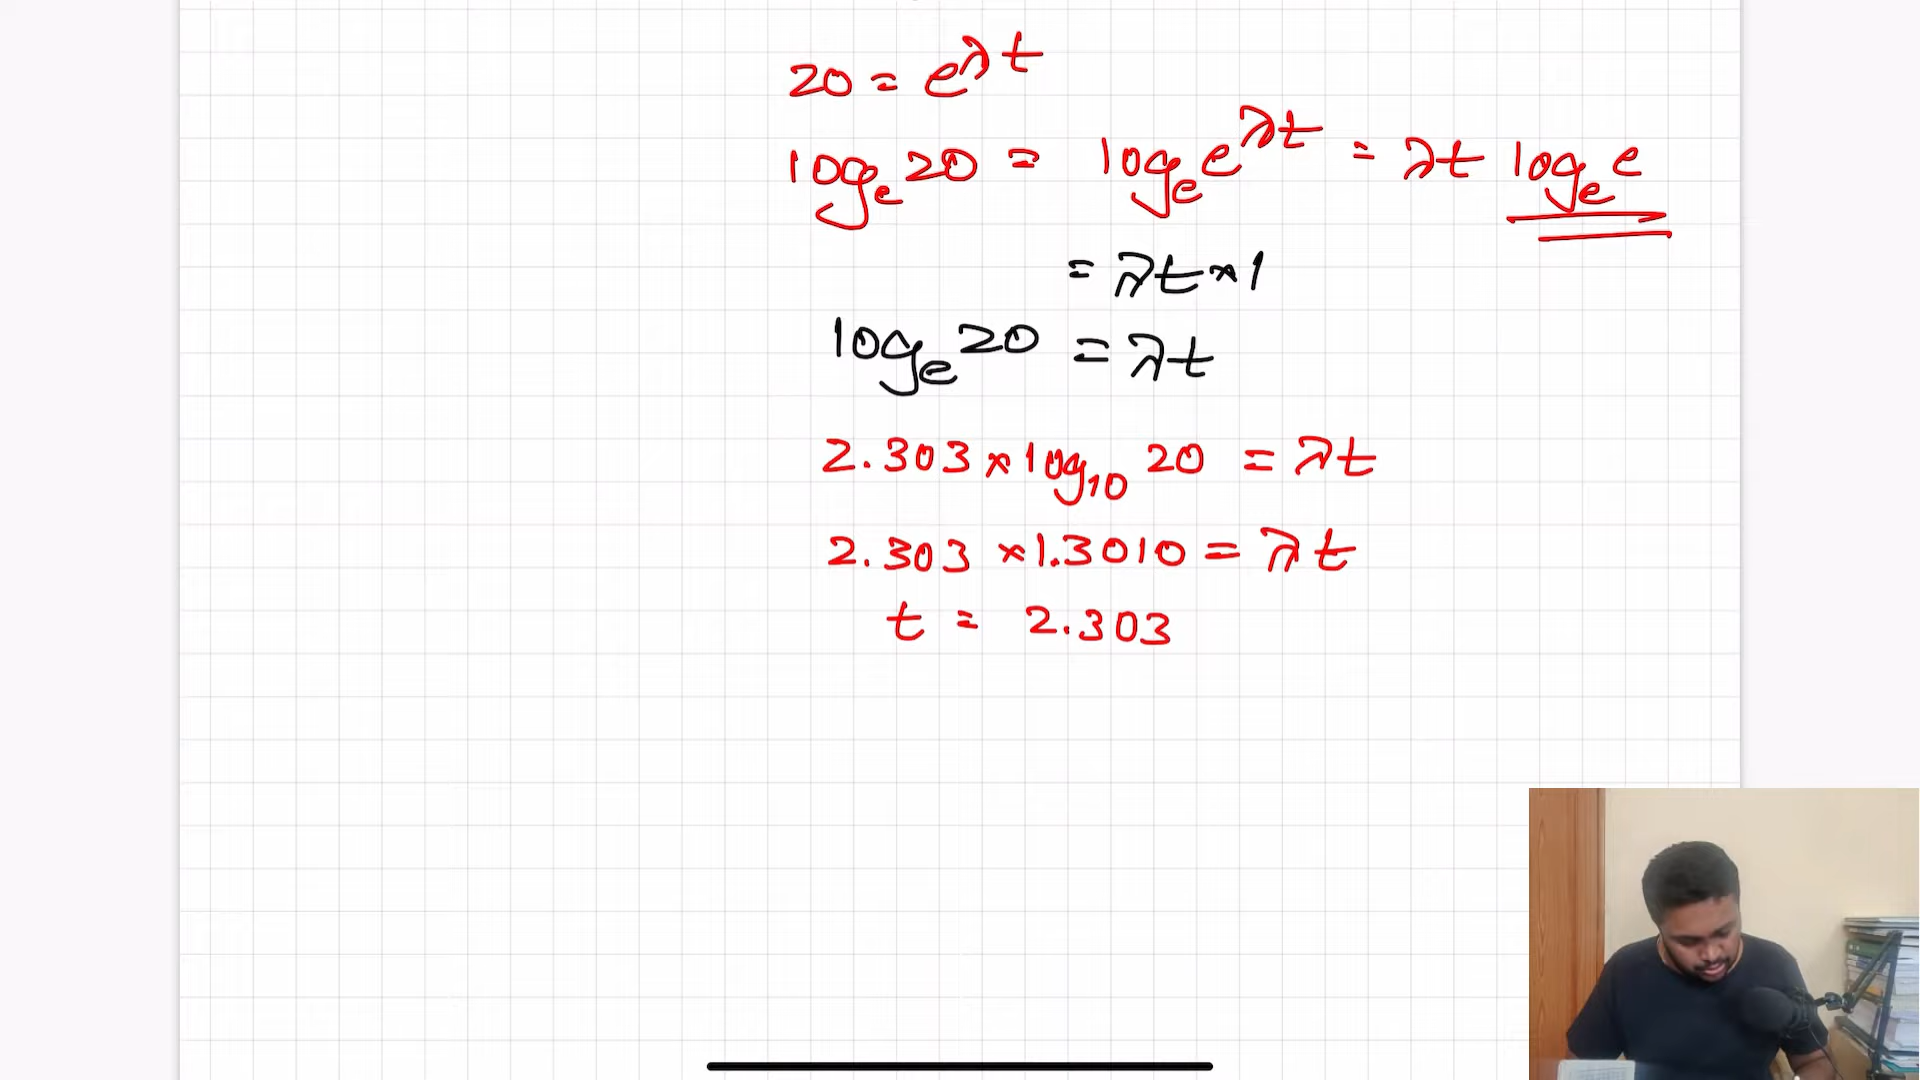 20 = e^λt
log_e 20 = log_e e^λt = λt log_e e
= λt × 1
log_e 20 = λt
2.303 × log_10 20 = λt
2.303 × 1.3010 = λt
t = 2.303